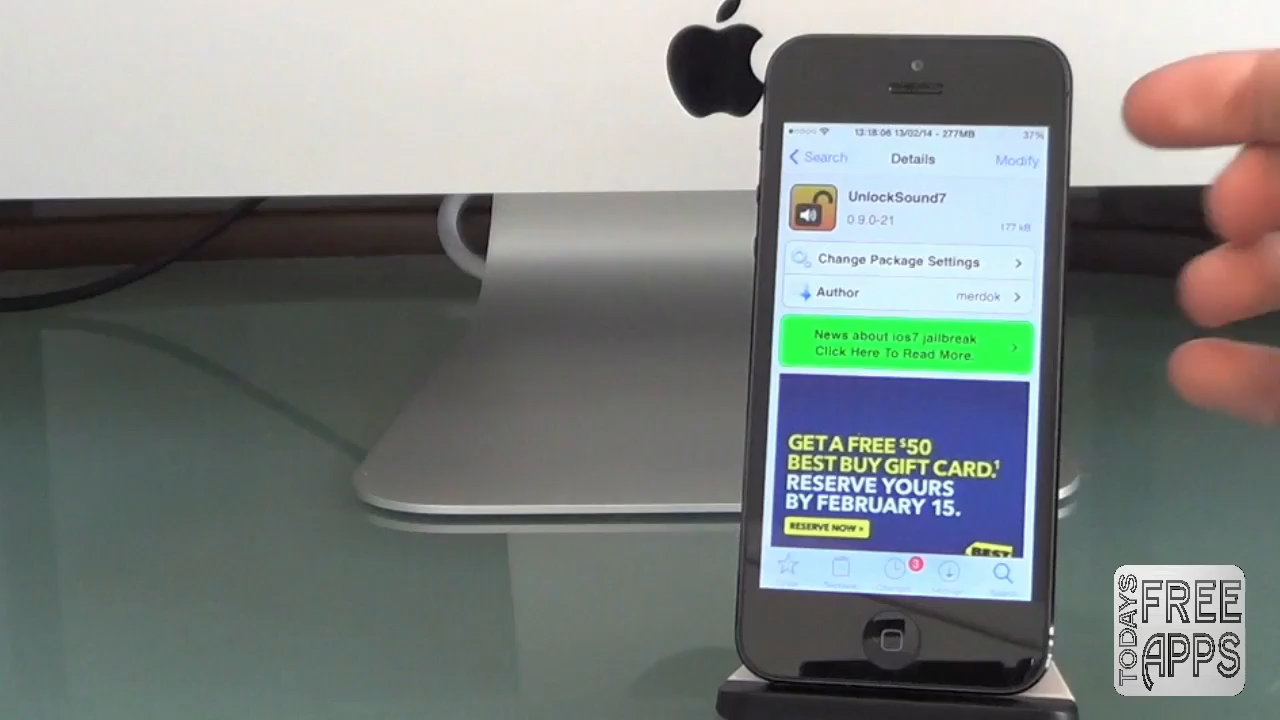 13:18:06 13/02/14 - 277MB
37%
Search
Details
Modify
UnlockSound7
0.9.0-21
177 kB
Change Package Settings
Author
merdok
News about ios7 jailbreak
Click Here To Read More.
GET A FREE $50
BEST BUY GIFT CARD.1
RESERVE YOURS
BY FEBRUARY 15.
RESERVE NOW >
BEST
3
TODAYS
FREE
APPS